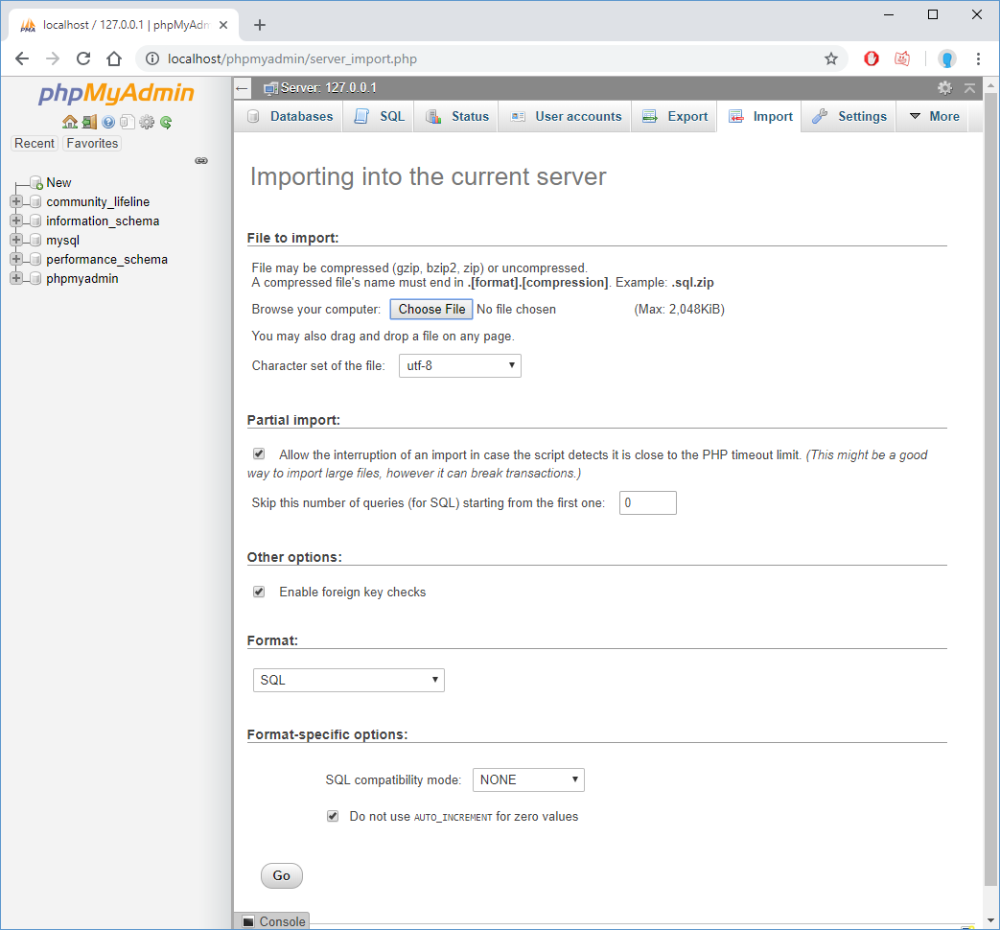 localhost / 127.0.0.1 | phpMyAdm
localhost/phpmyadmin/server_import.php
phpMyAdmin
Recent Favorites
New
community_lifeline
information_schema
mysql
performance_schema
phpmyadmin
Server: 127.0.0.1
Databases SQL Status User accounts Export Import Settings More
Importing into the current server
File to import:
File may be compressed (gzip, bzip2, zip) or uncompressed.
A compressed file's name must end in .[format].[compression]. Example: .sql.zip
Browse your computer: Choose File No file chosen (Max: 2,048KiB)
You may also drag and drop a file on any page.
Character set of the file: utf-8
Partial import:
Allow the interruption of an import in case the script detects it is close to the PHP timeout limit. (This might be a good
way to import large files, however it can break transactions.)
Skip this number of queries (for SQL) starting from the first one: 0
Other options:
Enable foreign key checks
Format:
SQL
Format-specific options:
SQL compatibility mode: NONE
Do not use AUTO_INCREMENT for zero values
Go
Console